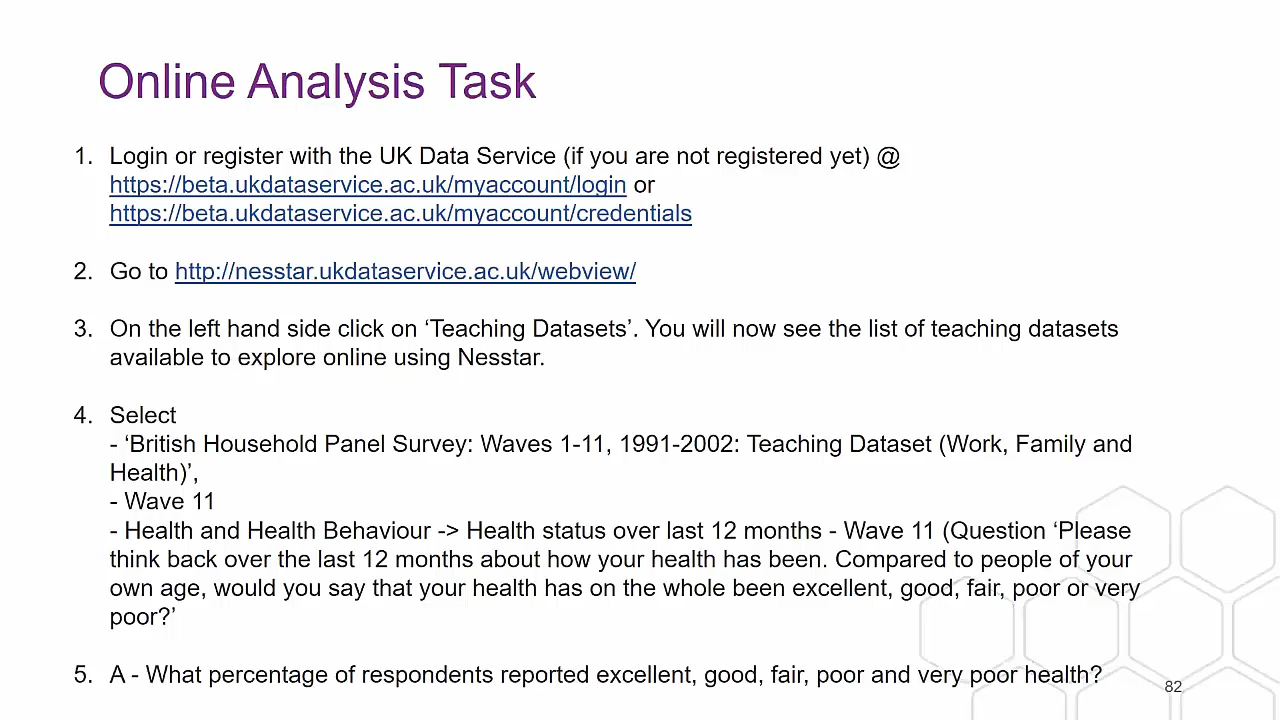 Online Analysis Task
1. Login or register with the UK Data Service (if you are not registered yet) @
https://beta.ukdataservice.ac.uk/myaccount/login or
https://beta.ukdataservice.ac.uk/myaccount/credentials
2. Go to http://nesstar.ukdataservice.ac.uk/webview/
3. On the left hand side click on ‘Teaching Datasets’. You will now see the list of teaching datasets
available to explore online using Nesstar.
4. Select
- ‘British Household Panel Survey: Waves 1-11, 1991-2002: Teaching Dataset (Work, Family and
Health)’,
- Wave 11
- Health and Health Behaviour -> Health status over last 12 months - Wave 11 (Question ‘Please
think back over the last 12 months about how your health has been. Compared to people of your
own age, would you say that your health has on the whole been excellent, good, fair, poor or very
poor?’
5. A - What percentage of respondents reported excellent, good, fair, poor and very poor health?
82